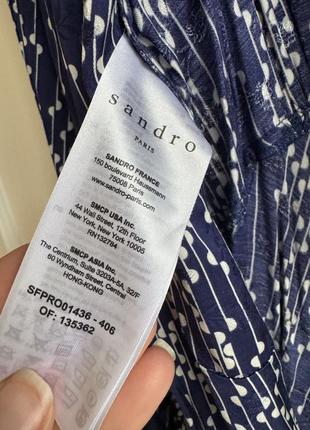 sandro
PARIS
SANDRO FRANCE
150 boulevard Haussmann
75008 Paris
www.sandro-paris.com
SMCP USA Inc.
44 Wall Street, 12th Floor
New York, New York 10005
RN132784
SMCP ASIA Inc.
The Centrium, Suite 3203A-5A, 32/F
60 Wyndham Street, Central
HONG-KONG
SFPRO01436 - 406
OF: 135362